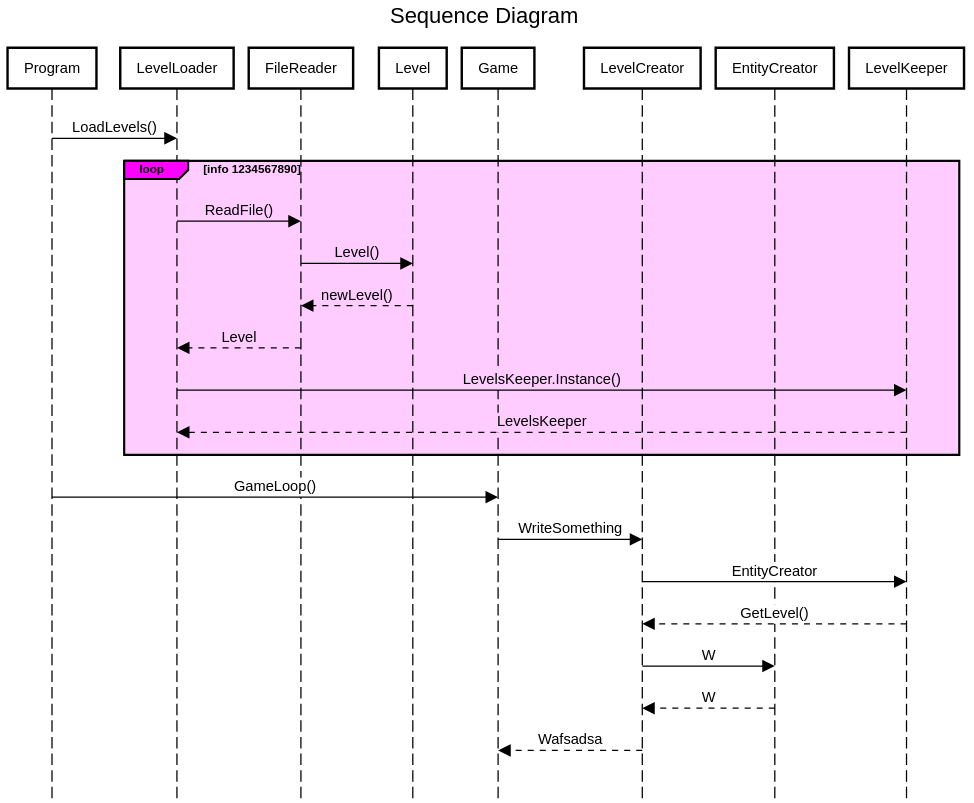 Sequence Diagram
Program
LevelLoader
FileReader
Level
Game
LevelCreator
EntityCreator
LevelKeeper
LoadLevels()
loop
[info 1234567890]
ReadFile()
Level()
newLevel()
Level
LevelsKeeper.Instance()
LevelsKeeper
GameLoop()
WriteSomething
EntityCreator
GetLevel()
W
W
Wafsadsa